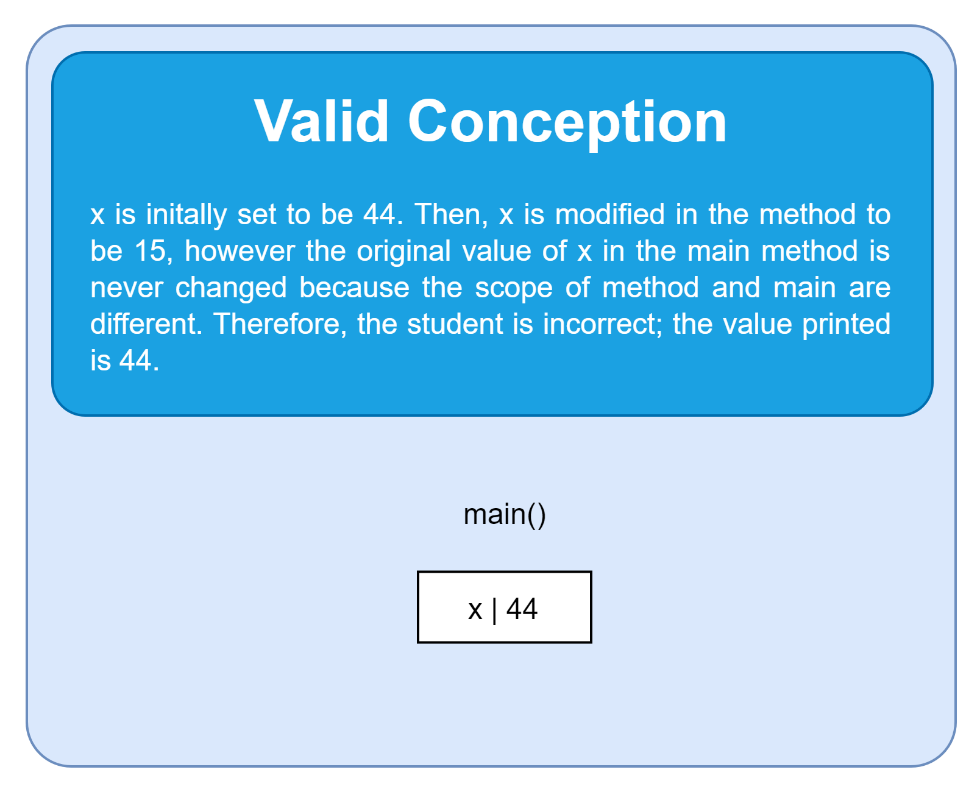 Valid Conception
x is initally set to be 44. Then, x is modified in the method to
be 15, however the original value of x in the main method is
never changed because the scope of method and main are
different. Therefore, the student is incorrect; the value printed
is 44.
main()
x | 44